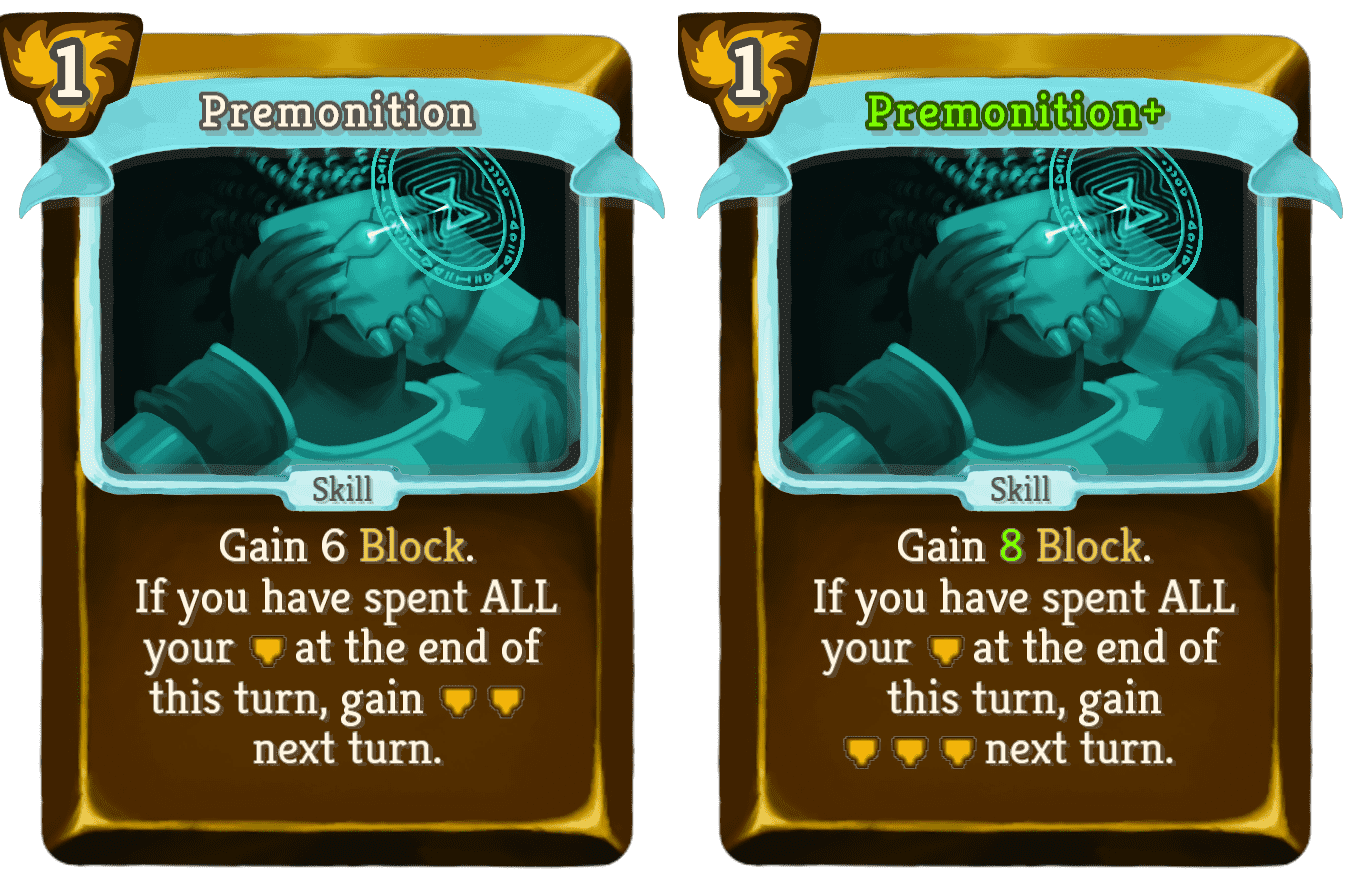 1
Premonition
Skill
Gain 6 Block.
If you have spent ALL
your at the end of
this turn, gain
next turn.
1
Premonition+
Skill
Gain 8 Block.
If you have spent ALL
your at the end of
this turn, gain
next turn.